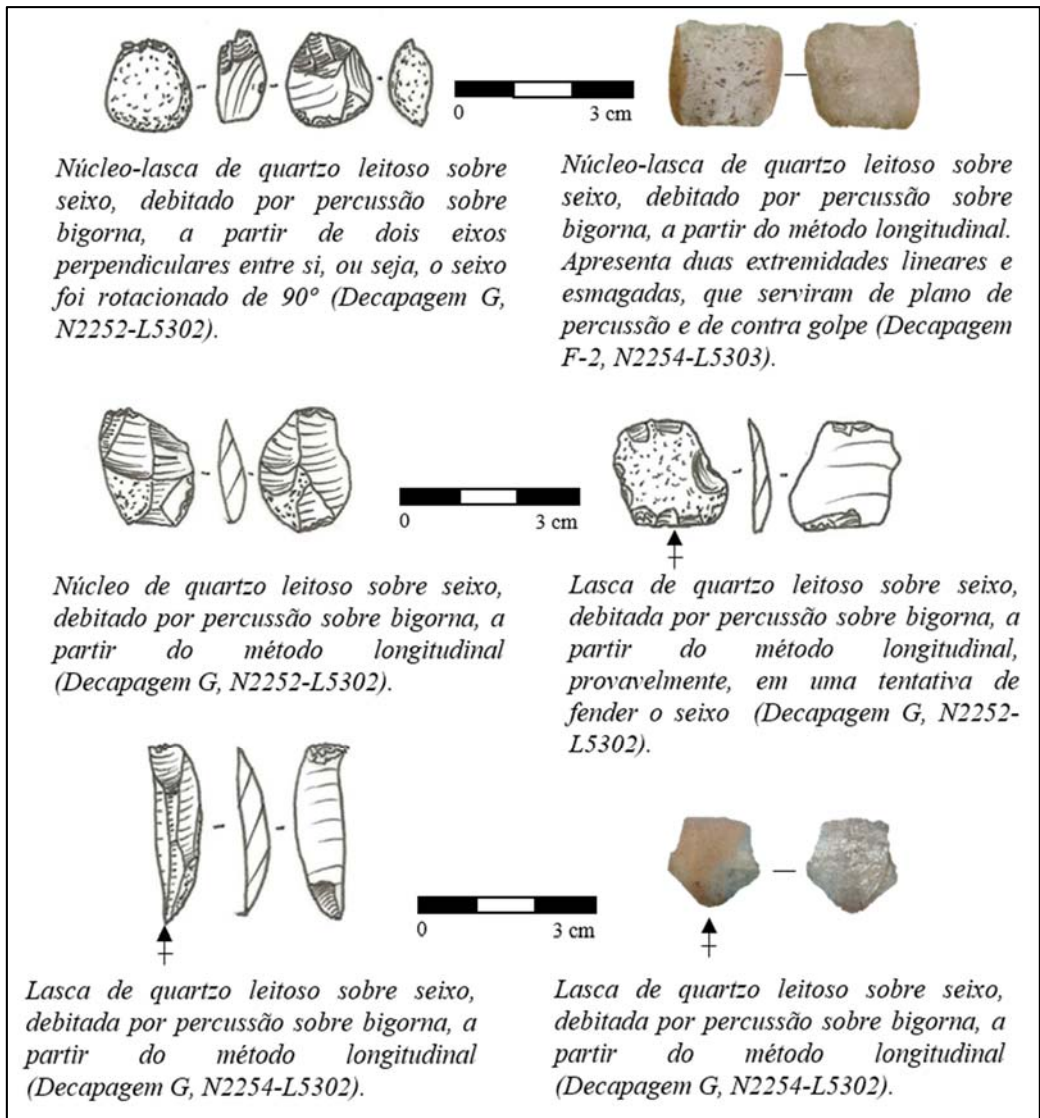 0 3 cm
Núcleo-lasca de quartzo leitoso sobre
seixo, debitado por percussão sobre
bigorna, a partir de dois eixos
perpendiculares entre si, ou seja, o seixo
foi rotacionado de 90° (Decapagem G,
N2252-L5302).
Núcleo-lasca de quartzo leitoso sobre
seixo, debitado por percussão sobre
bigorna, a partir do método longitudinal.
Apresenta duas extremidades lineares e
esmagadas, que serviram de plano de
percussão e de contra golpe (Decapagem
F-2, N2254-L5303).
0 3 cm
Núcleo de quartzo leitoso sobre seixo,
debitado por percussão sobre bigorna, a
partir do método longitudinal
(Decapagem G, N2252-L5302).
Lasca de quartzo leitoso sobre seixo,
debitada por percussão sobre bigorna, a
partir do método longitudinal,
provavelmente, em uma tentativa de
fender o seixo (Decapagem G, N2252-
L5302).
0 3 cm
Lasca de quartzo leitoso sobre seixo,
debitada por percussão sobre bigorna, a
partir do método longitudinal
(Decapagem G, N2254-L5302).
Lasca de quartzo leitoso sobre seixo,
debitada por percussão sobre bigorna, a
partir do método longitudinal
(Decapagem G, N2254-L5302).